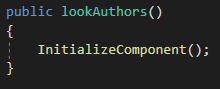 public lookAuthors()
{
    InitializeComponent();
}